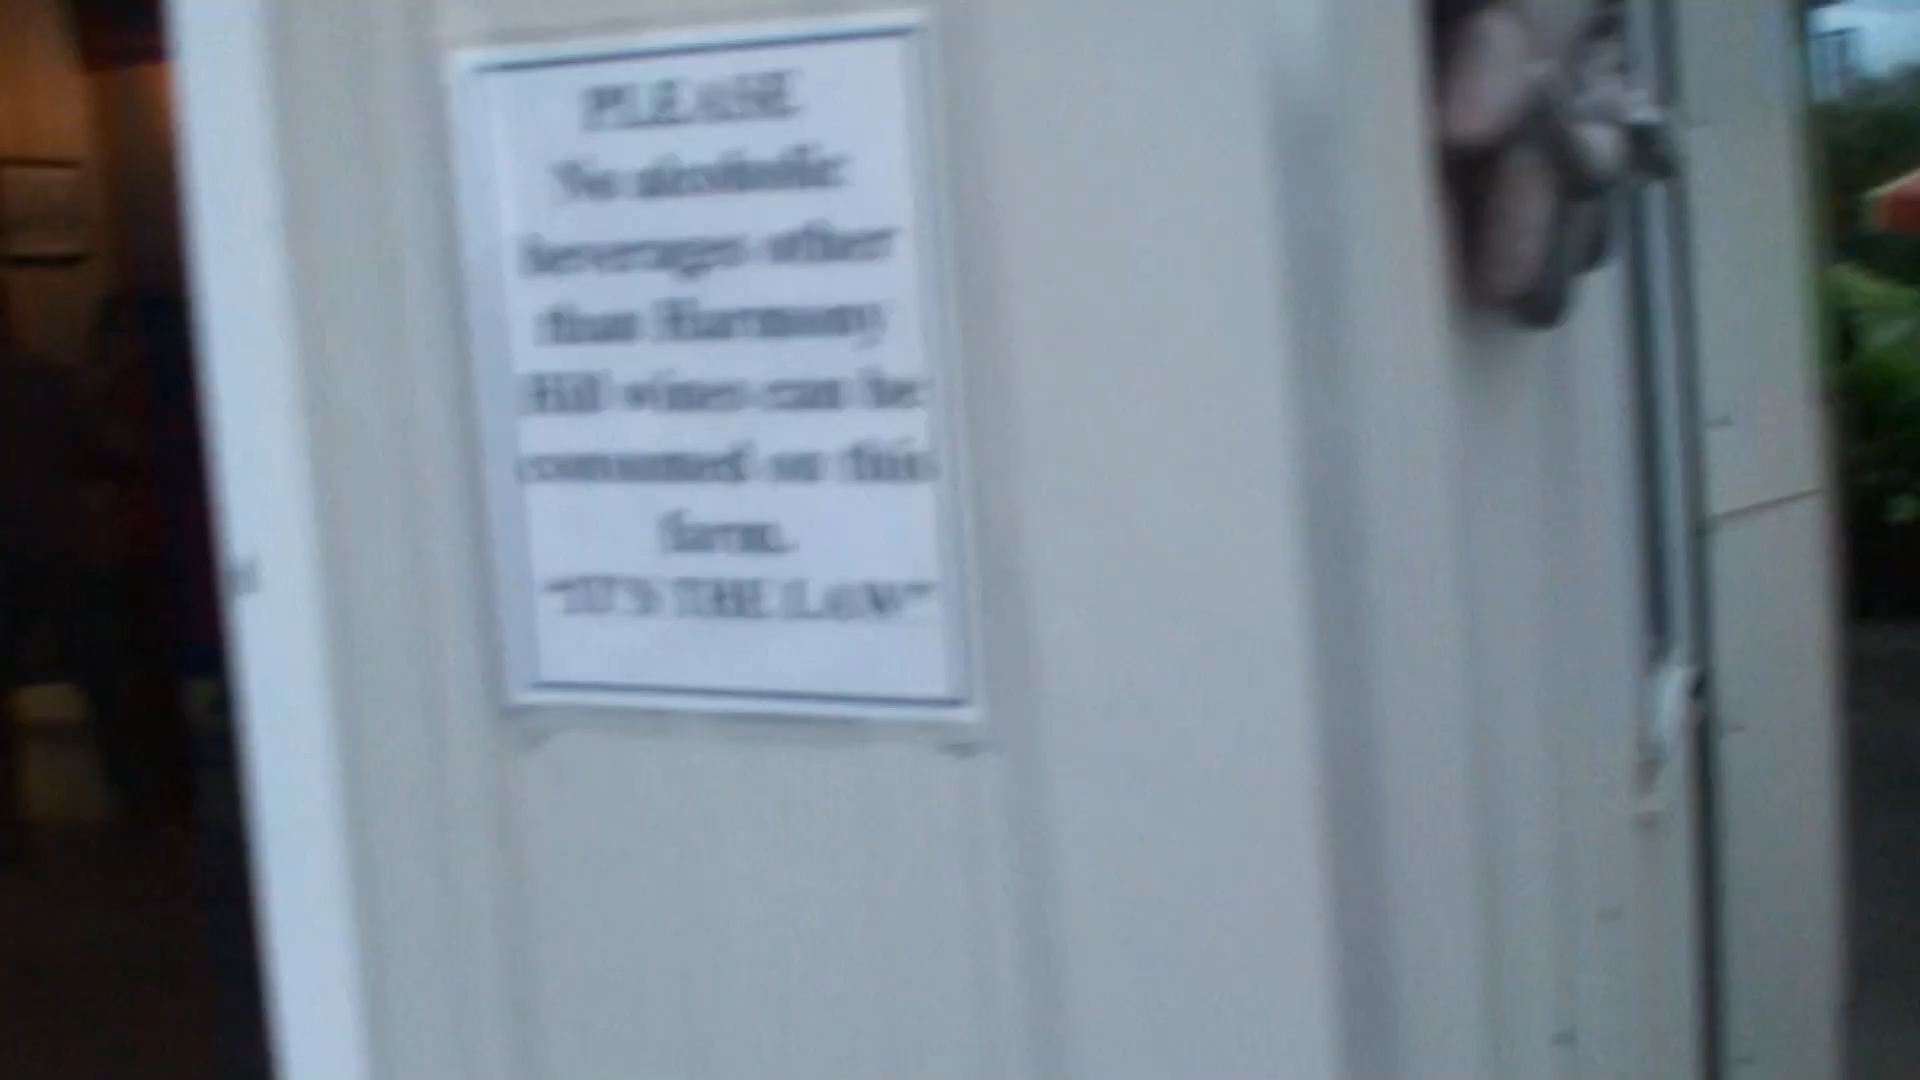 PLEASE
No alcoholic
beverages other
than Harmony
Hill wines can be
consumed on this
farm.
"IT'S THE LAW"